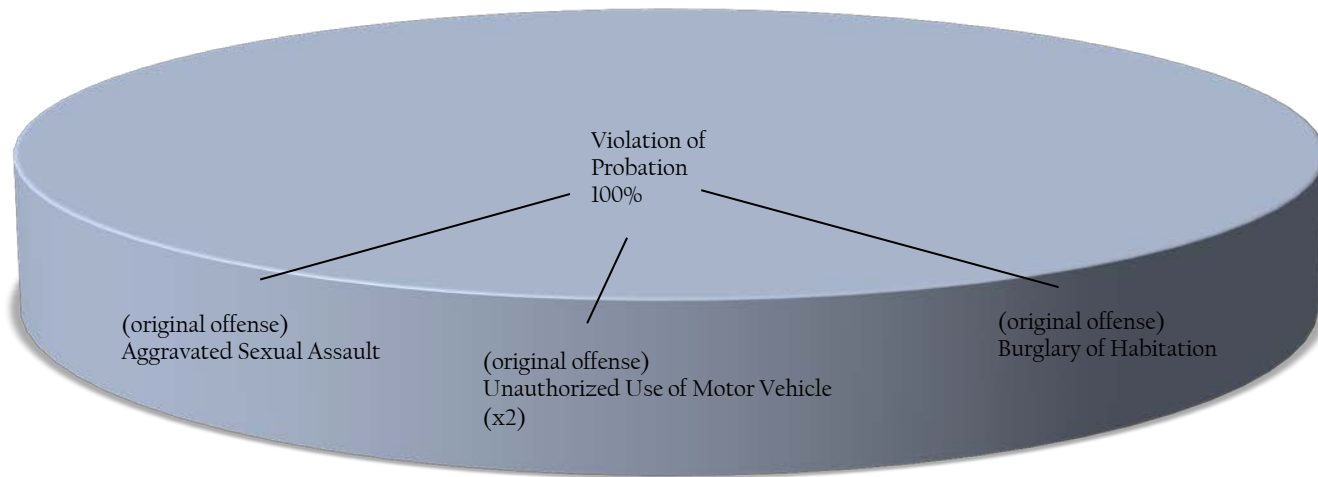 Violation of
Probation
100%
(original offense)
Aggravated Sexual Assault
(original offense)
Unauthorized Use of Motor Vehicle
(x2)
(original offense)
Burglary of Habitation